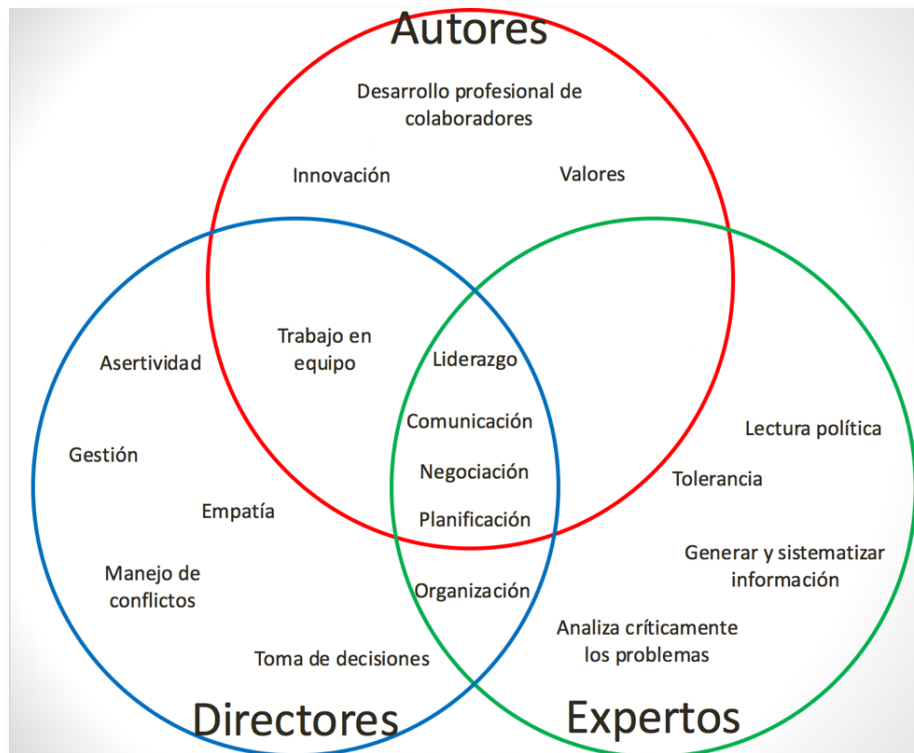 Autores
Desarrollo profesional de
colaboradores
Innovación
Valores
Trabajo en
equipo
Asertividad
Liderazgo
Comunicación
Lectura política
Gestión
Negociación
Tolerancia
Empatía
Planificación
Generar y sistematizar
información
Manejo de
conflictos
Organización
Analiza críticamente
los problemas
Toma de decisiones
Directores
Expertos